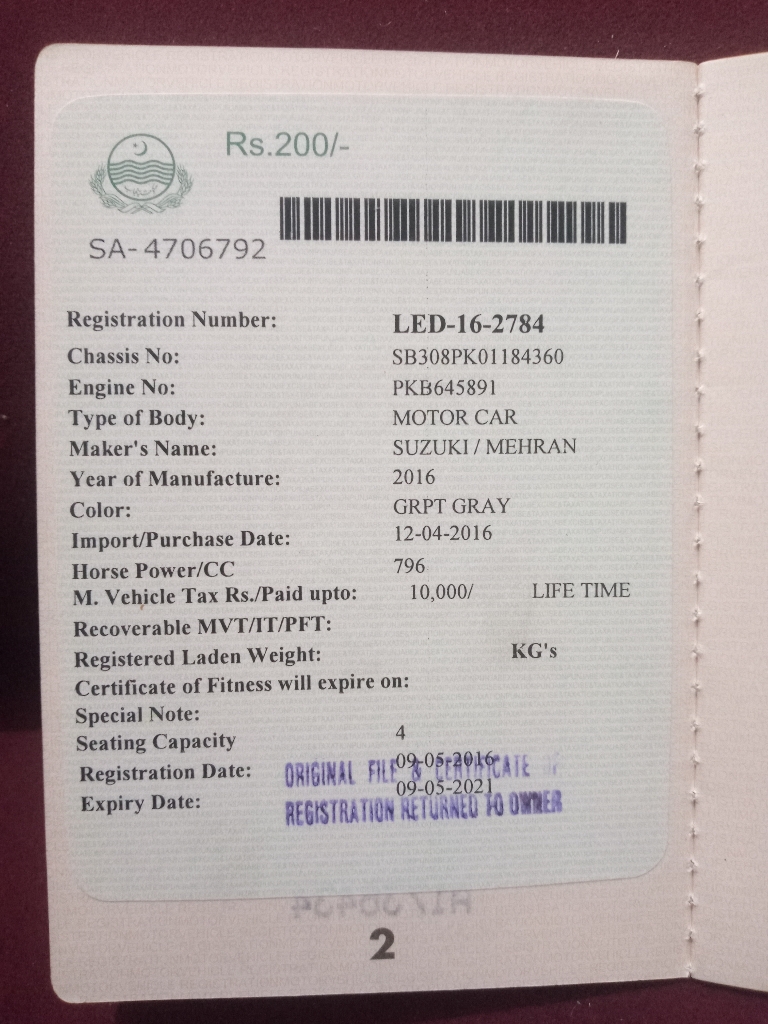 Rs.200/-
SA-4706792
Registration Number: LED-16-2784
Chassis No: SB308PK01184360
Engine No: PKB645891
Type of Body: MOTOR CAR
Maker's Name: SUZUKI / MEHRAN
Year of Manufacture: 2016
Color: GRPT GRAY
Import/Purchase Date: 12-04-2016
Horse Power/CC 796
M. Vehicle Tax Rs./Paid upto: 10,000/ LIFE TIME
Recoverable MVT/IT/PFT:
Registered Laden Weight: KG's
Certificate of Fitness will expire on:
Special Note:
Seating Capacity 4
Registration Date: 09-05-2016
ORIGINAL FILE & CERTIFICATE OF
Expiry Date: 09-05-2021
REGISTRATION RETURNED TO OWNER
2